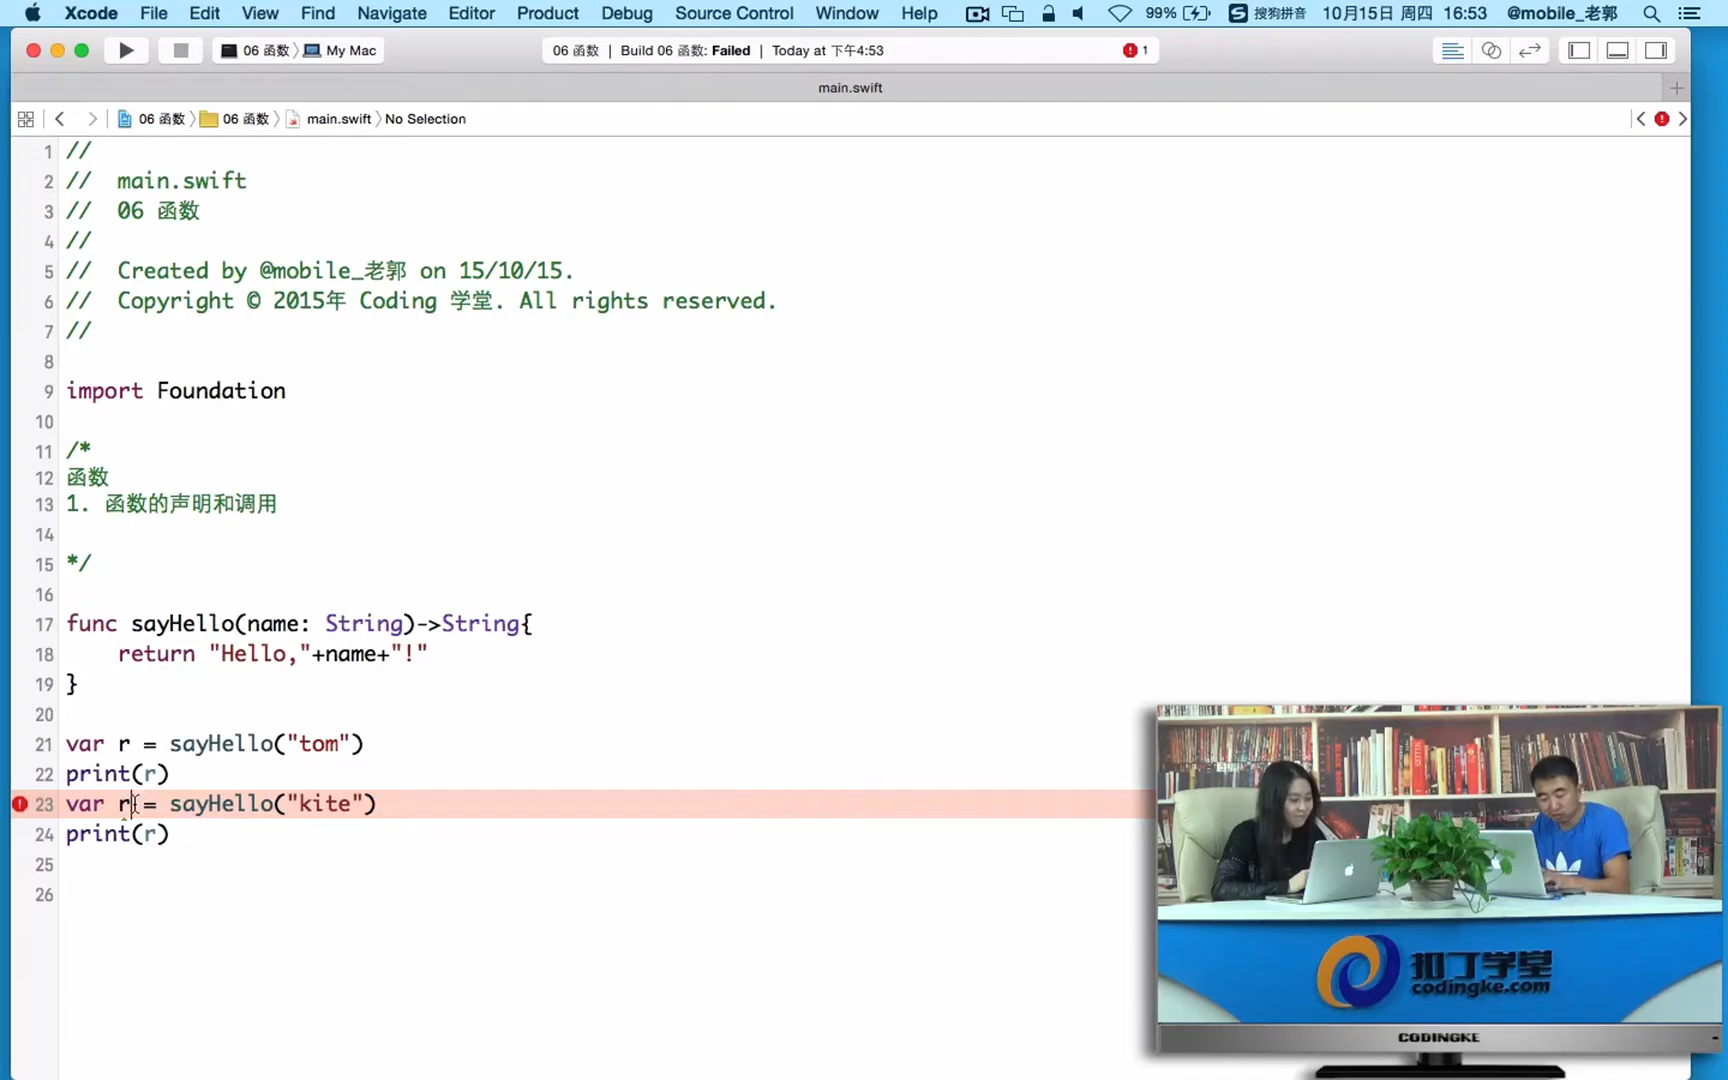 Xcode File Edit View Find Navigate Editor Product Debug Source Control Window Help 99% 搜狗拼音 10月15日 周四 16:53 @mobile_老郭
06 函数 〉 My Mac 06 函数 | Build 06 函数: Failed | Today at 下午4:53 1
main.swift
06 函数 〉 06 函数 〉 main.swift 〉 No Selection
1 //
2 // main.swift
3 // 06 函数
4 //
5 // Created by @mobile_老郭 on 15/10/15.
6 // Copyright © 2015年 Coding 学堂. All rights reserved.
7 //
8
9 import Foundation
10
11 /*
12 函数
13 1. 函数的声明和调用
14
15 */
16
17 func sayHello(name: String)->String{
18 return "Hello,"+name+"!"
19 }
20
21 var r = sayHello("tom")
22 print(r)
23 var r = sayHello("kite")
24 print(r)
25
26
扣丁学堂
codingke.com
CODINGKE